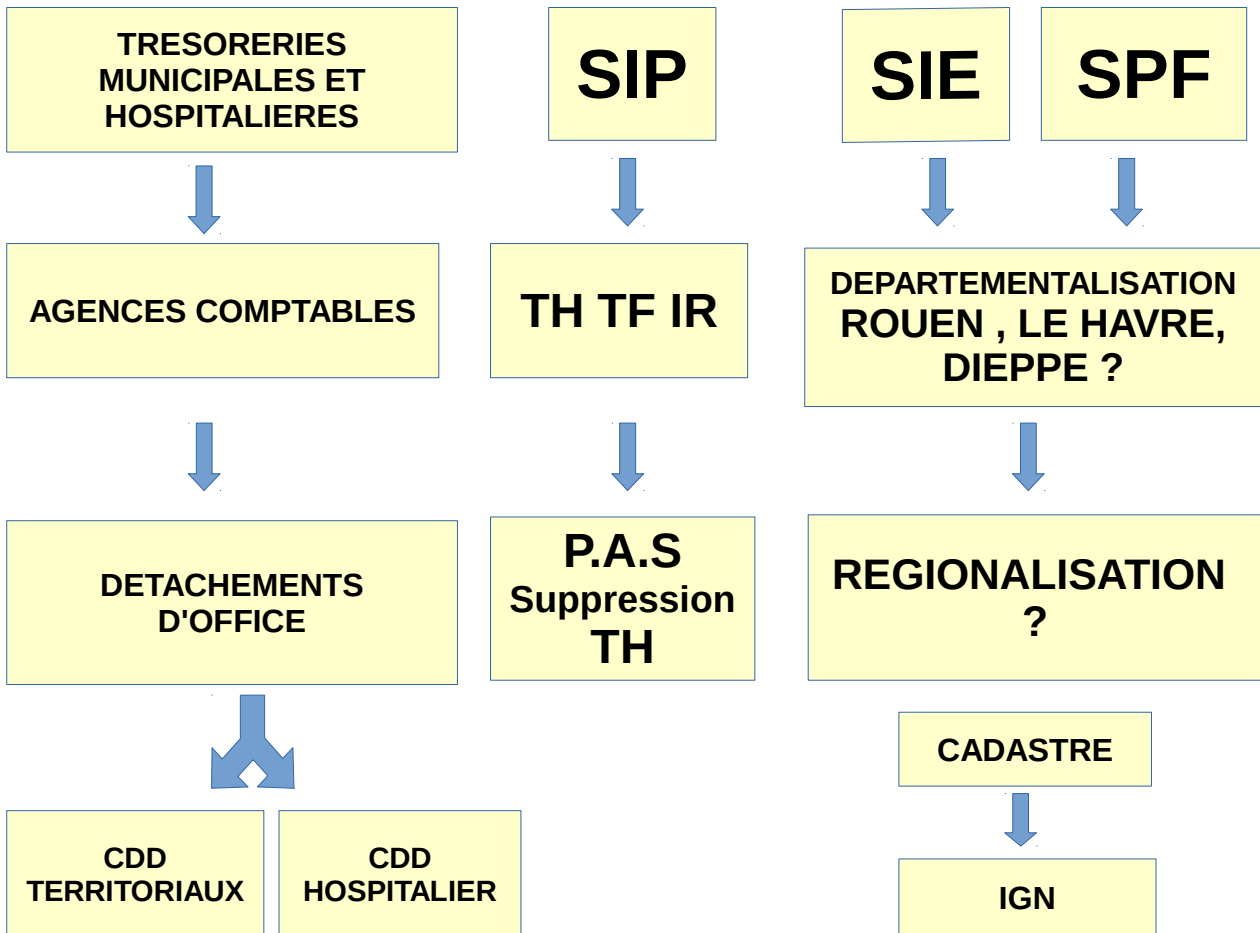 TRESORERIES
MUNICIPALES ET
HOSPITALIERES
SIP
SIE
SPF
AGENCES COMPTABLES
TH TF IR
DEPARTEMENTALISATION
ROUEN , LE HAVRE,
DIEPPE ?
DETACHEMENTS
D'OFFICE
P.A.S
Suppression
TH
REGIONALISATION
?
CADASTRE
CDD
TERRITORIAUX
CDD
HOSPITALIER
IGN